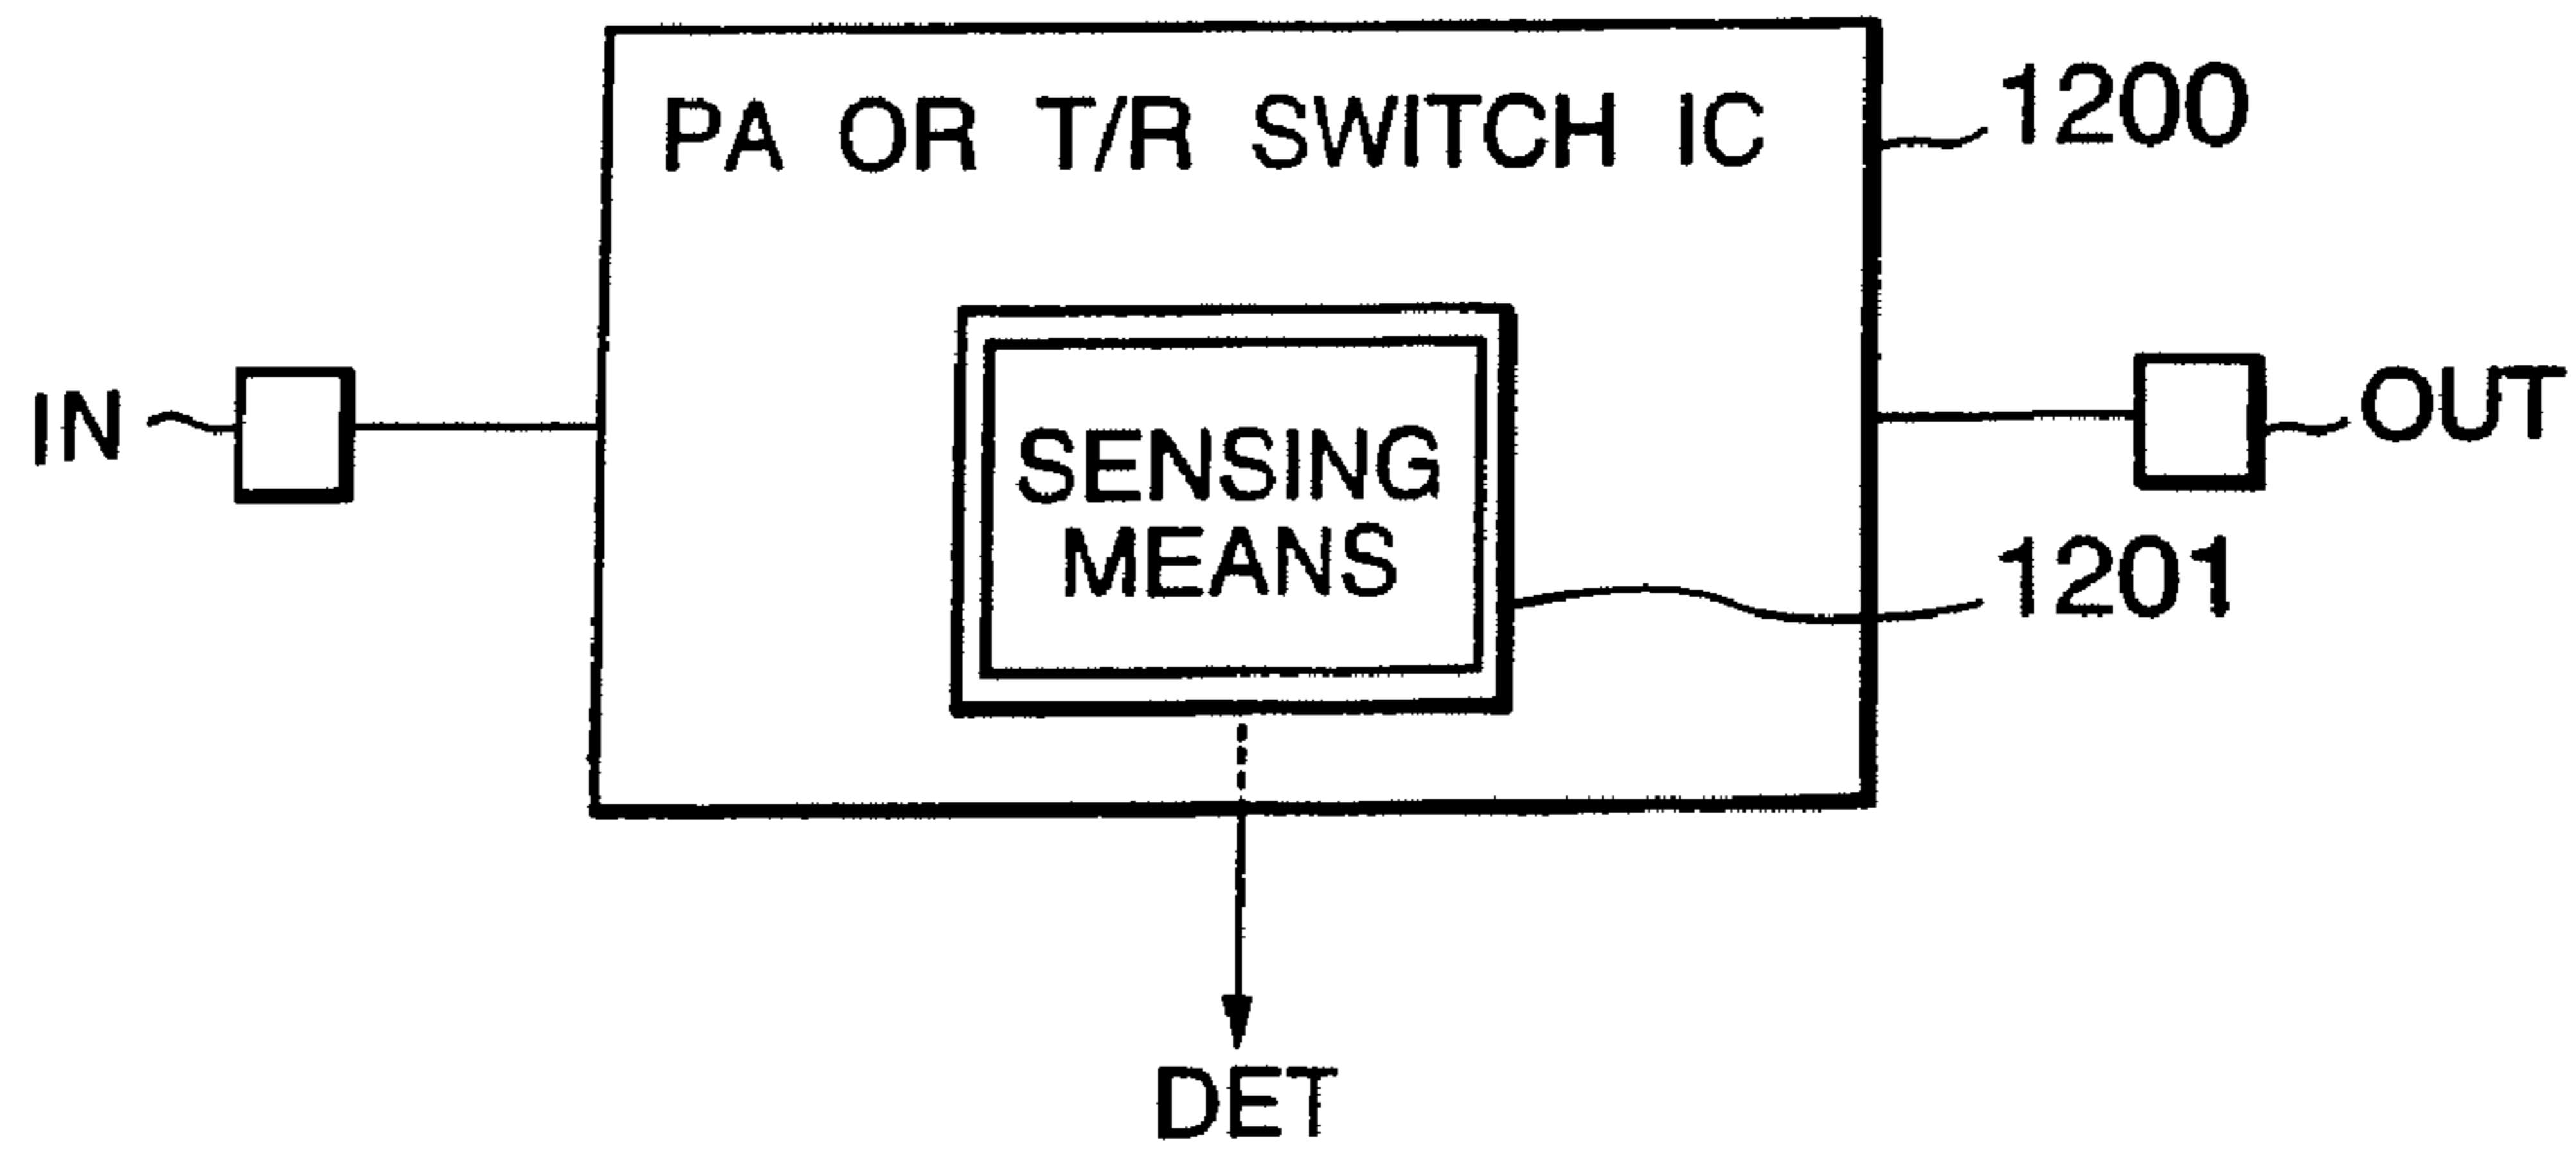 PA OR T/R SWITCH IC
1200
IN
OUT
SENSING
MEANS
1201
DET